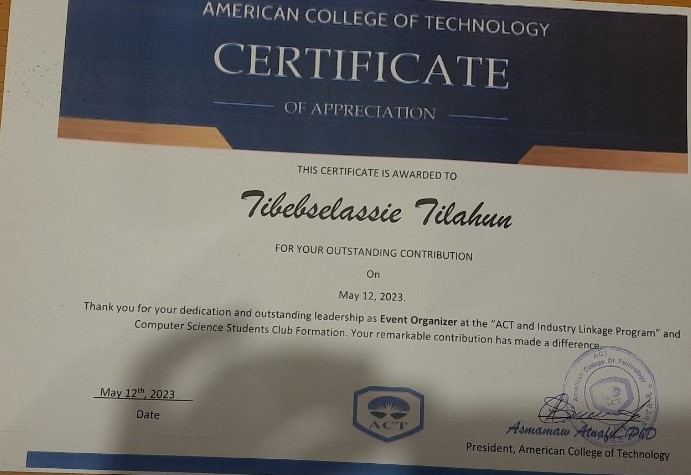 AMERICAN COLLEGE OF TECHNOLOGY
CERTIFICATE
OF APPRECIATION
THIS CERTIFICATE IS AWARDED TO
Tibebselassie Tilahun
FOR YOUR OUTSTANDING CONTRIBUTION
On
May 12, 2023.
Thank you for your dedication and outstanding leadership as Event Organizer at the "ACT and Industry Linkage Program" and
Computer Science Students Club Formation. Your remarkable contribution has made a difference.
May 12th, 2023
Date
ACT
ACT
American College Of Technology
ACT
Asmamaw Atnafu, PhD
President, American College of Technology